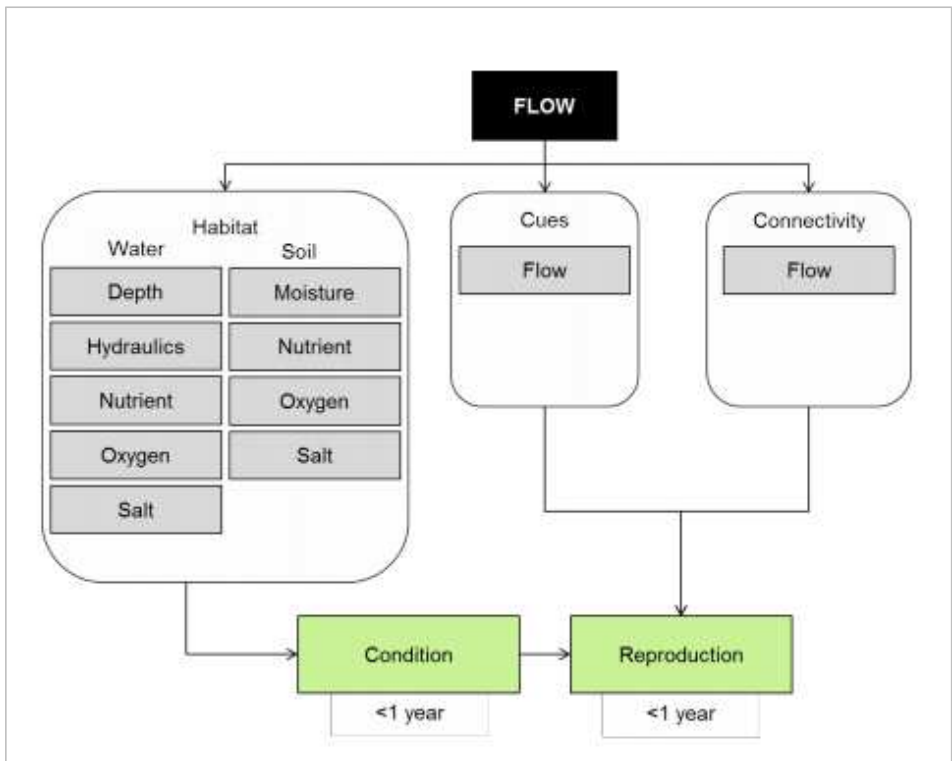 FLOW
Habitat
Water
Soil
Depth
Moisture
Hydraulics
Nutrient
Nutrient
Oxygen
Oxygen
Salt
Salt
Cues
Flow
Connectivity
Flow
Condition
<1 year
Reproduction
<1 year